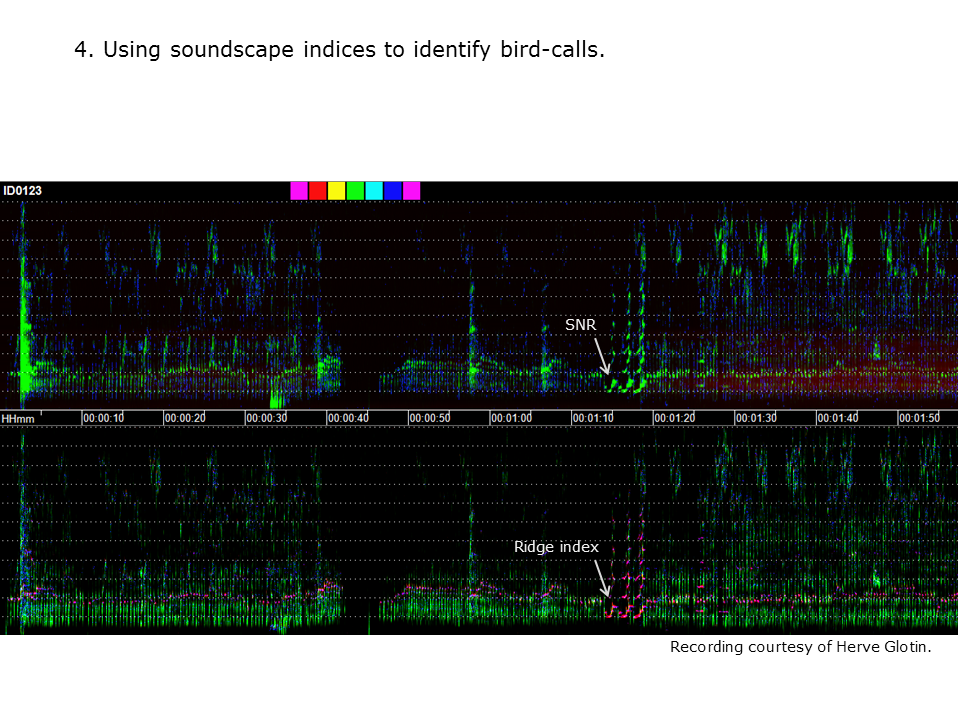 4. Using soundscape indices to identify bird-calls.
ID0123
SNR
HHmm 00:00:10 00:00:20 00:00:30 00:00:40 00:00:50 00:01:00 00:01:10 00:01:20 00:01:30 00:01:40 00:01:50
Ridge index
Recording courtesy of Herve Glotin.